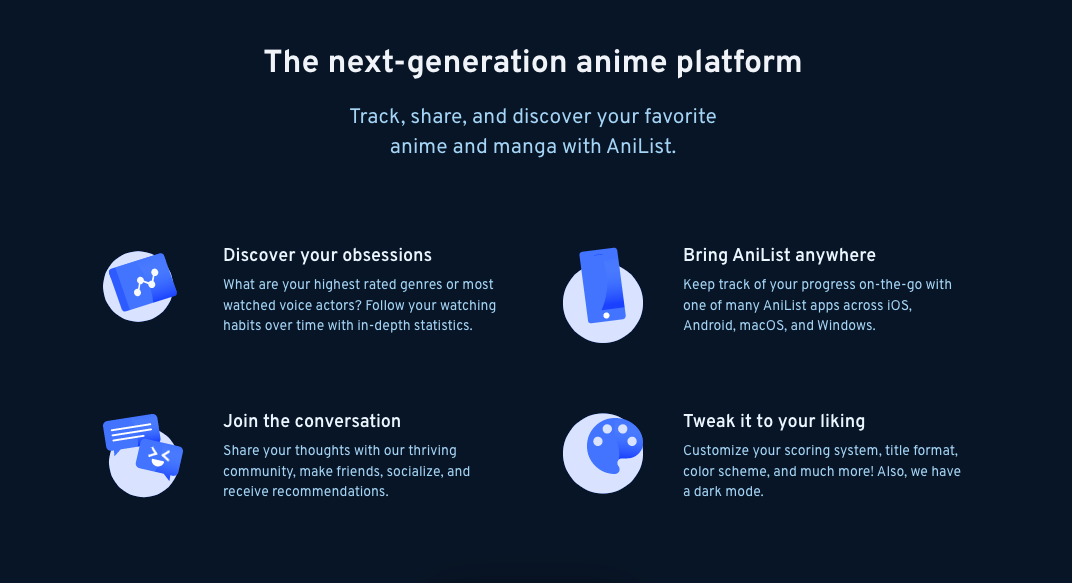 The next-generation anime platform
Track, share, and discover your favorite
anime and manga with AniList.
Discover your obsessions
What are your highest rated genres or most
watched voice actors? Follow your watching
habits over time with in-depth statistics.
Bring AniList anywhere
Keep track of your progress on-the-go with
one of many AniList apps across iOS,
Android, macOS, and Windows.
Join the conversation
Share your thoughts with our thriving
community, make friends, socialize, and
receive recommendations.
Tweak it to your liking
Customize your scoring system, title format,
color scheme, and much more! Also, we have
a dark mode.